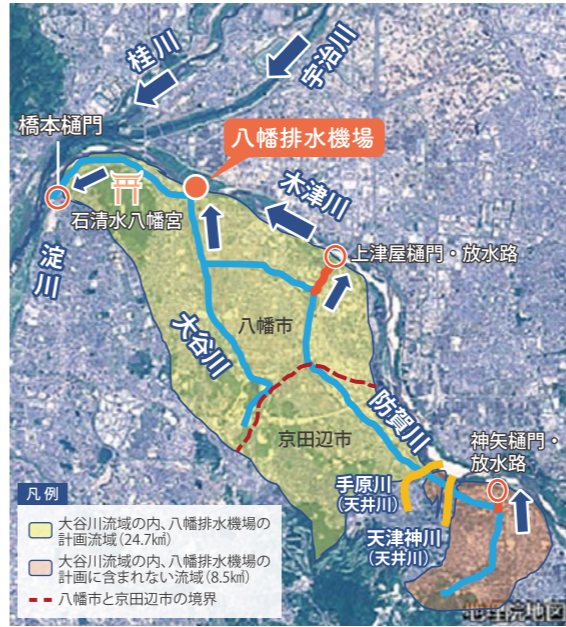 桂川
宇治川
橋本樋門
八幡排水機場
木津川
石清水八幡宮
上津屋樋門・放水路
淀川
大谷川
八幡市
防賀川
京田辺市
神矢樋門・
放水路
手原川
(天井川)
天津神川
(天井川)
凡例
大谷川流域の内、八幡排水機場の
計画流域(24.7㎢)
大谷川流域の内、八幡排水機場の
計画に含まれない流域(8.5㎢)
八幡市と京田辺市の境界
地理院地図